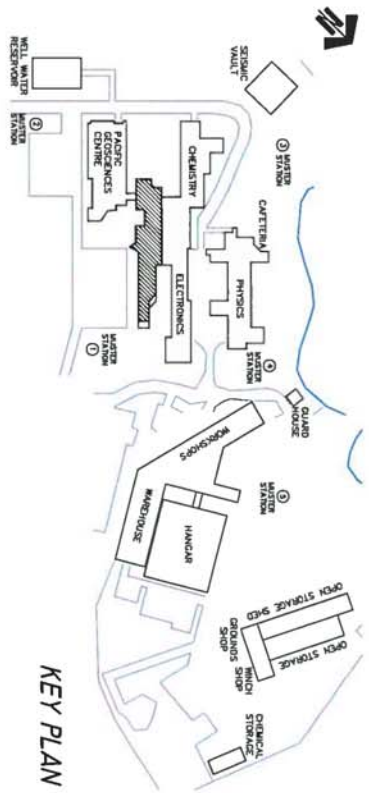 WELL WATER
RESERVOIR
2
MUSTER
STATION
SEISMIC
VAULT
3
MUSTER
STATION
PACIFIC
GEOSCIENCES
CENTRE
CHEMISTRY
CAFETERIA
PHYSICS
ELECTRONICS
1
MUSTER
STATION
4
MUSTER
STATION
GUARD
HOUSE
WORKSHOPS
WAREHOUSE
HANGAR
5
MUSTER
STATION
OPEN STORAGE SHED
OPEN STORAGE
WINCH
SHOP
GROUNDS
SHOP
CHEMICAL
STORAGE
KEY PLAN